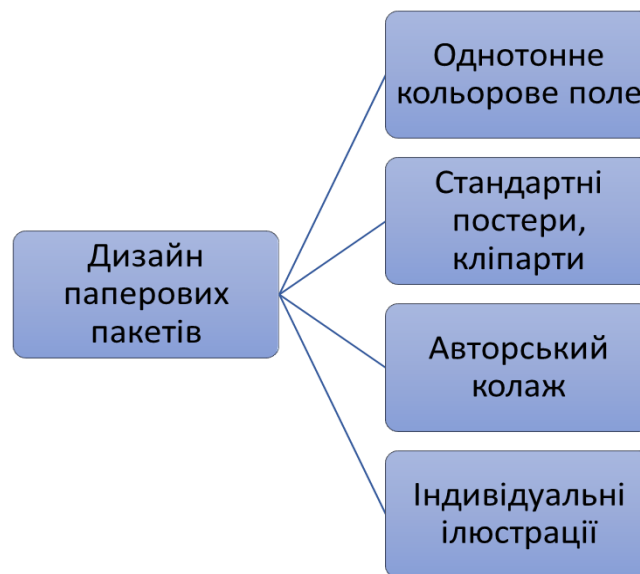 Дизайн
паперових
пакетів
Однотонне
кольорове поле
Стандартні
постери,
кліпарти
Авторський
колаж
Індивідуальні
ілюстрації